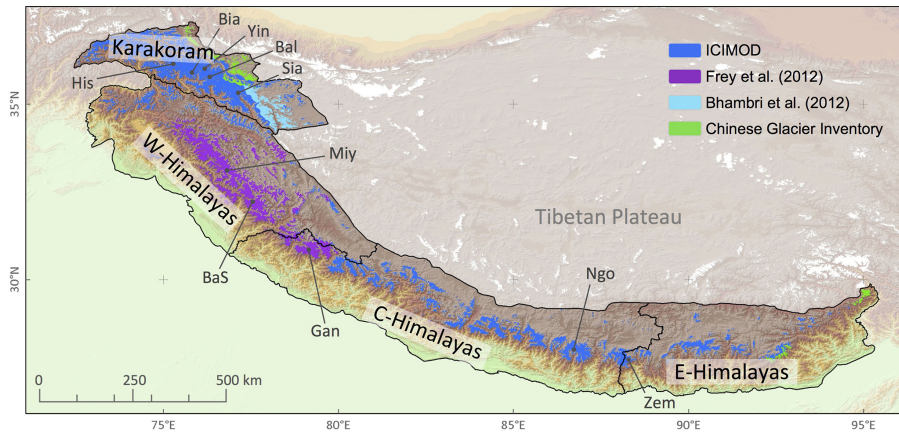 Bia
Yin
Karakoram
Bal
His
Sia
ICIMOD
Frey et al. (2012)
Bhambri et al. (2012)
Chinese Glacier Inventory
35°N
W-Himalayas
Miy
Tibetan Plateau
30°N
BaS
Ngo
Gan
C-Himalayas
E-Himalayas
Zem
0 250 500 km
75°E 80°E 85°E 90°E 95°E